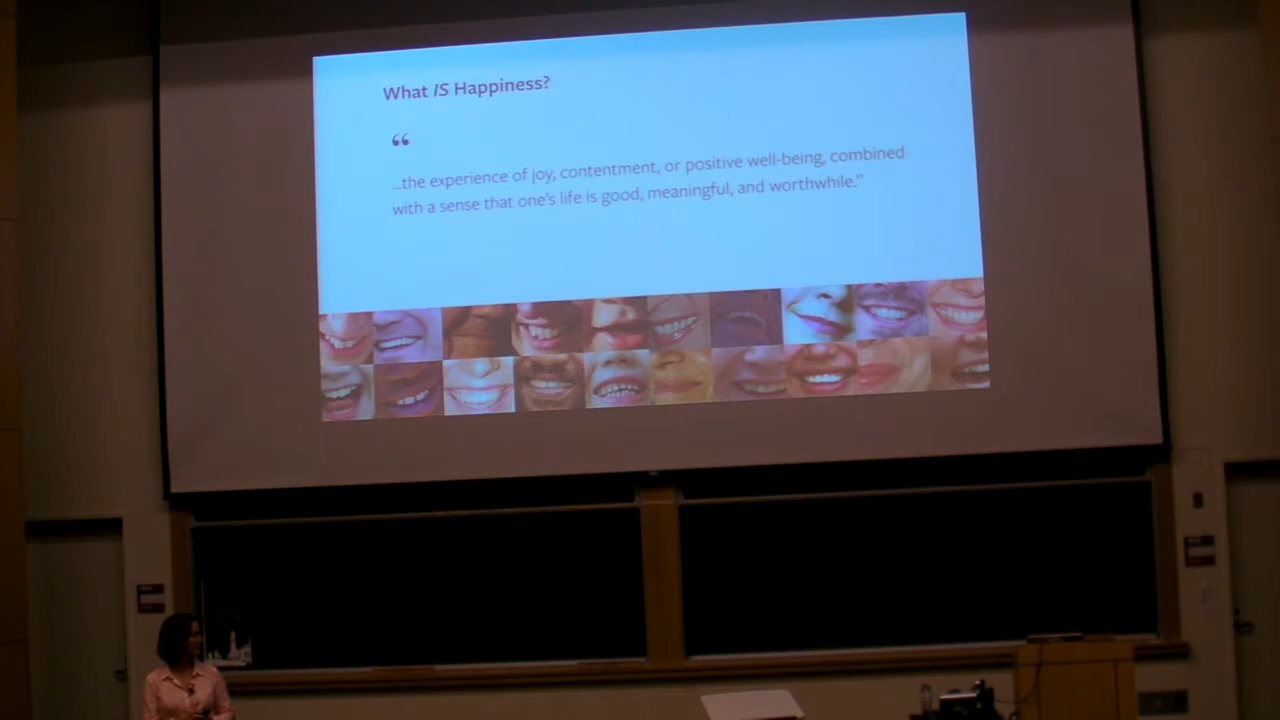 What IS Happiness?
“
...the experience of joy, contentment, or positive well-being, combined
with a sense that one's life is good, meaningful, and worthwhile.”